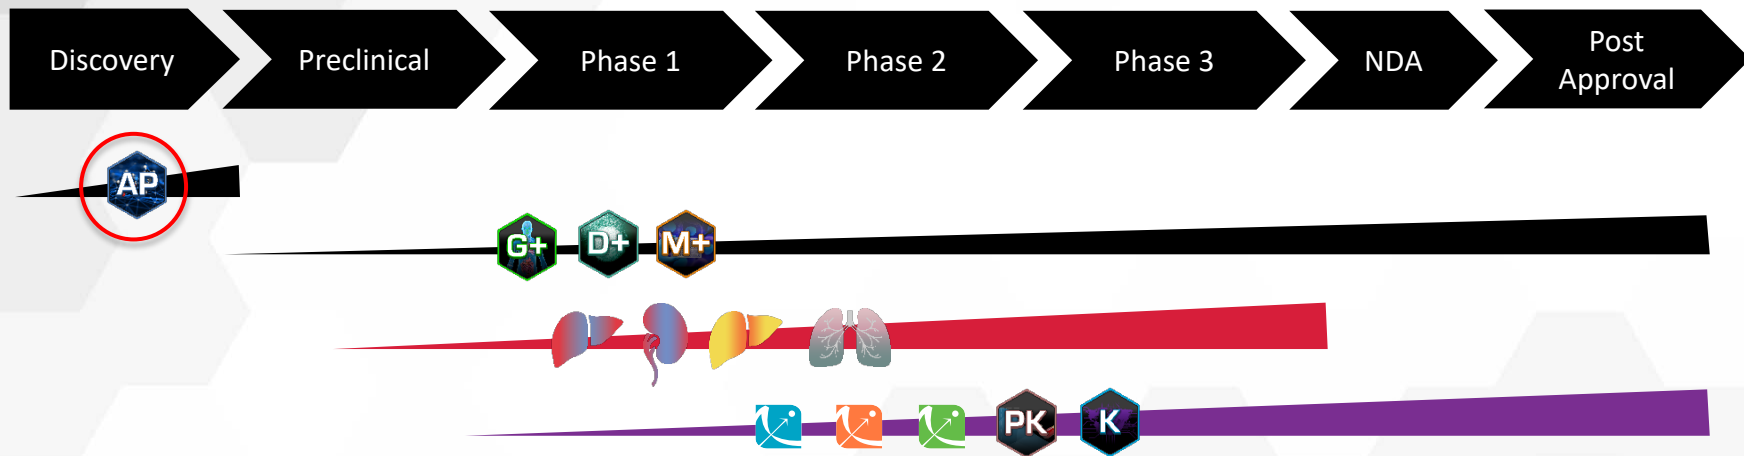 Discovery
Preclinical
Phase 1
Phase 2
Phase 3
NDA
Post
Approval
AP
G+
D+
M+
PK
K